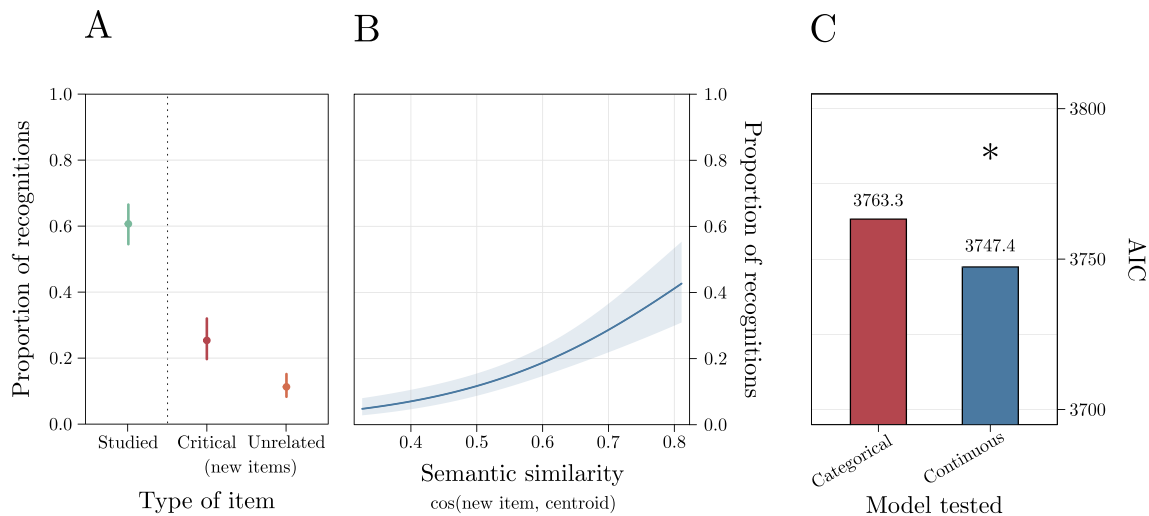 A
Proportion of recognitions
1.0
0.8
0.6
0.4
0.2
0.0
Studied
Critical
Unrelated
(new items)
Type of item
B
0.4
0.5
0.6
0.7
0.8
Semantic similarity
cos(new item, centroid)
1.0
0.8
0.6
0.4
0.2
0.0
Proportion of recognitions
C
*
3763.3
3747.4
Categorical
Continuous
Model tested
3800
3750
3700
AIC